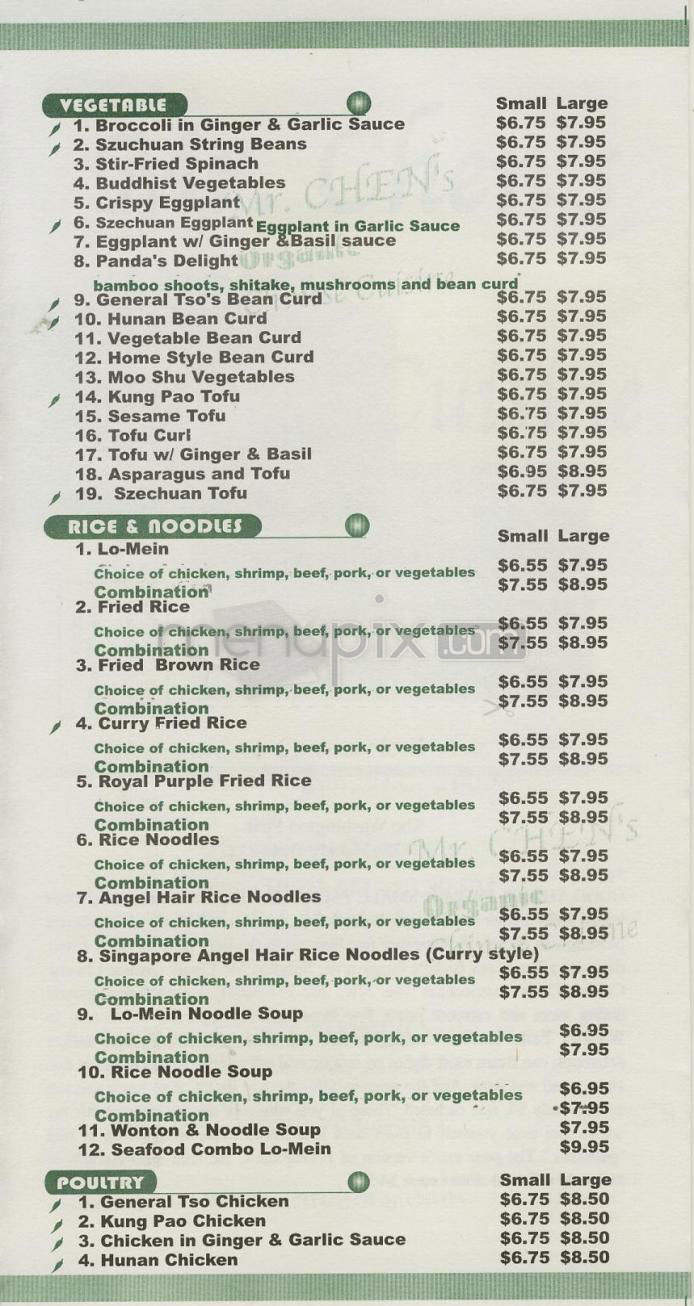 VEGETABLE Small Large
1. Broccoli in Ginger & Garlic Sauce $6.75 $7.95
2. Szuchuan String Beans $6.75 $7.95
3. Stir-Fried Spinach $6.75 $7.95
4. Buddhist Vegetables $6.75 $7.95
5. Crispy Eggplant $6.75 $7.95
6. Szechuan Eggplant Eggplant in Garlic Sauce $6.75 $7.95
7. Eggplant w/ Ginger &Basil sauce $6.75 $7.95
8. Panda's Delight $6.75 $7.95
bamboo shoots, shitake, mushrooms and bean curd
9. General Tso's Bean Curd $6.75 $7.95
10. Hunan Bean Curd $6.75 $7.95
11. Vegetable Bean Curd $6.75 $7.95
12. Home Style Bean Curd $6.75 $7.95
13. Moo Shu Vegetables $6.75 $7.95
14. Kung Pao Tofu $6.75 $7.95
15. Sesame Tofu $6.75 $7.95
16. Tofu Curl $6.75 $7.95
17. Tofu w/ Ginger & Basil $6.75 $7.95
18. Asparagus and Tofu $6.95 $8.95
19. Szechuan Tofu $6.75 $7.95
Mr. CHEN's
Organic
RICE & NOODLES Small Large
1. Lo-Mein
Choice of chicken, shrimp, beef, pork, or vegetables $6.55 $7.95
Combination $7.55 $8.95
2. Fried Rice
Choice of chicken, shrimp, beef, pork, or vegetables $6.55 $7.95
Combination $7.55 $8.95
menupix.com
3. Fried Brown Rice
Choice of chicken, shrimp, beef, pork, or vegetables $6.55 $7.95
Combination $7.55 $8.95
4. Curry Fried Rice
Choice of chicken, shrimp, beef, pork, or vegetables $6.55 $7.95
Combination $7.55 $8.95
5. Royal Purple Fried Rice
Choice of chicken, shrimp, beef, pork, or vegetables $6.55 $7.95
Combination $7.55 $8.95
6. Rice Noodles
Choice of chicken, shrimp, beef, pork, or vegetables $6.55 $7.95
Combination $7.55 $8.95
Mr. CHEN's
Organic
7. Angel Hair Rice Noodles
Choice of chicken, shrimp, beef, pork, or vegetables $6.55 $7.95
Combination $7.55 $8.95
8. Singapore Angel Hair Rice Noodles (Curry style)
Choice of chicken, shrimp, beef, pork, or vegetables $6.55 $7.95
Combination $7.55 $8.95
9. Lo-Mein Noodle Soup
Choice of chicken, shrimp, beef, pork, or vegetables $6.95
Combination $7.95
10. Rice Noodle Soup
Choice of chicken, shrimp, beef, pork, or vegetables $6.95
Combination $7.95
11. Wonton & Noodle Soup $7.95
12. Seafood Combo Lo-Mein $9.95
POULTRY Small Large
1. General Tso Chicken $6.75 $8.50
2. Kung Pao Chicken $6.75 $8.50
3. Chicken in Ginger & Garlic Sauce $6.75 $8.50
4. Hunan Chicken $6.75 $8.50